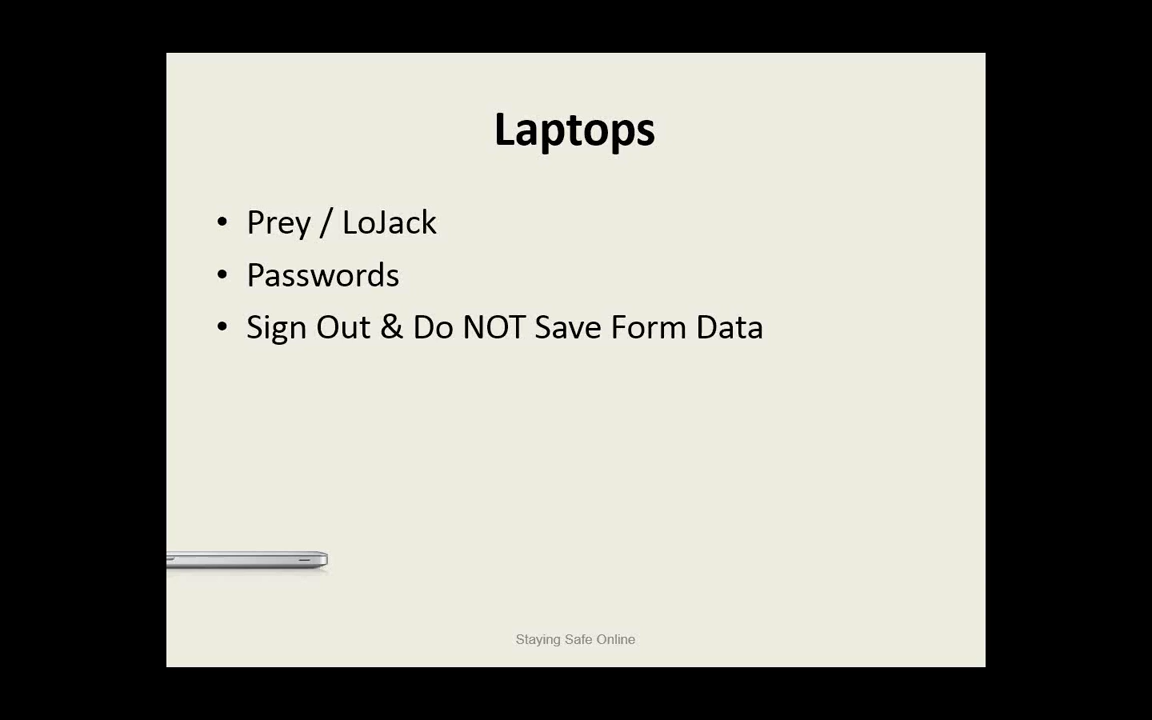 Laptops
• Prey / LoJack
• Passwords
• Sign Out & Do NOT Save Form Data
Staying Safe Online